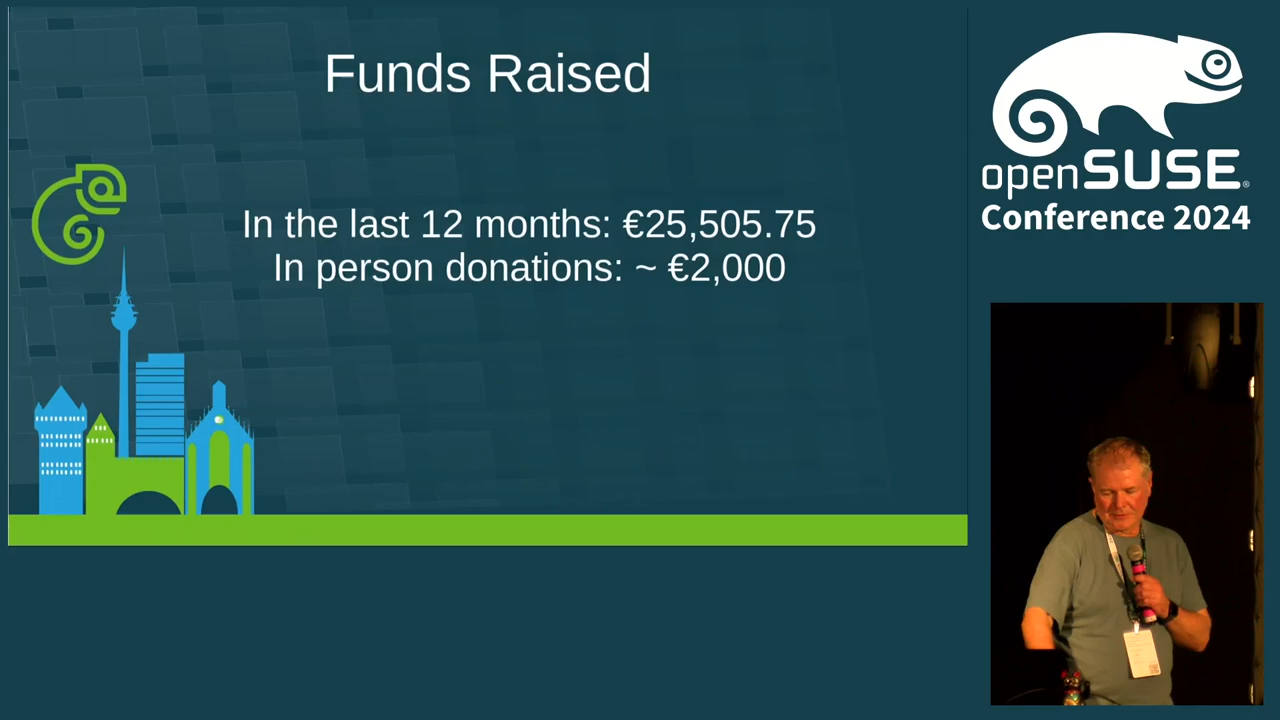 Funds Raised
In the last 12 months: €25,505.75
In person donations: ~ €2,000
openSUSE®
Conference 2024